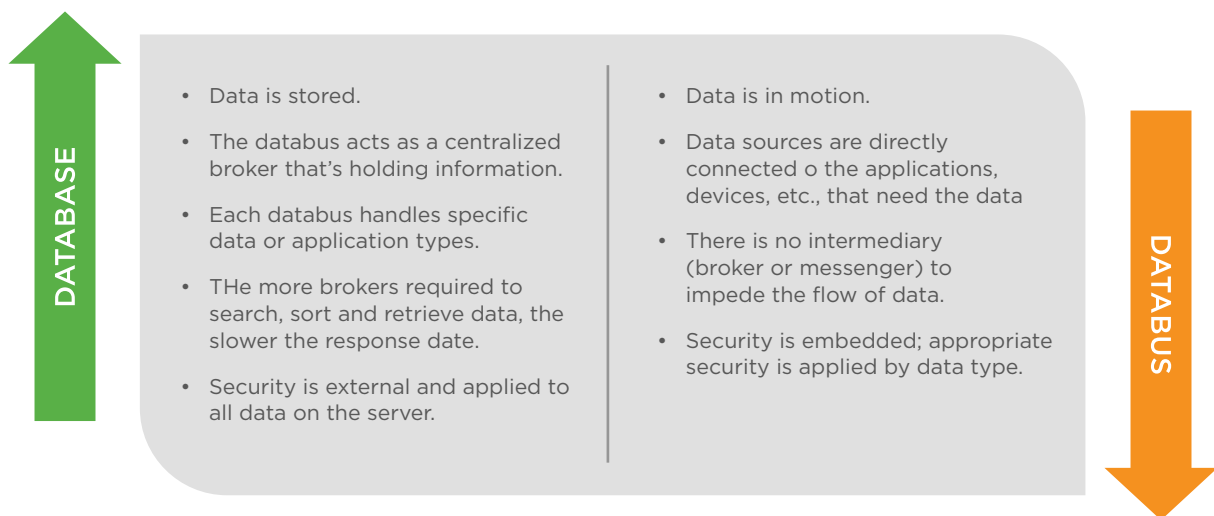 DATABASE
• Data is stored.
• The databus acts as a centralized
broker that's holding information.
• Each databus handles specific
data or application types.
• THe more brokers required to
search, sort and retrieve data, the
slower the response date.
• Security is external and applied to
all data on the server.
• Data is in motion.
• Data sources are directly
connected o the applications,
devices, etc., that need the data
• There is no intermediary
(broker or messenger) to
impede the flow of data.
• Security is embedded; appropriate
security is applied by data type.
DATABUS